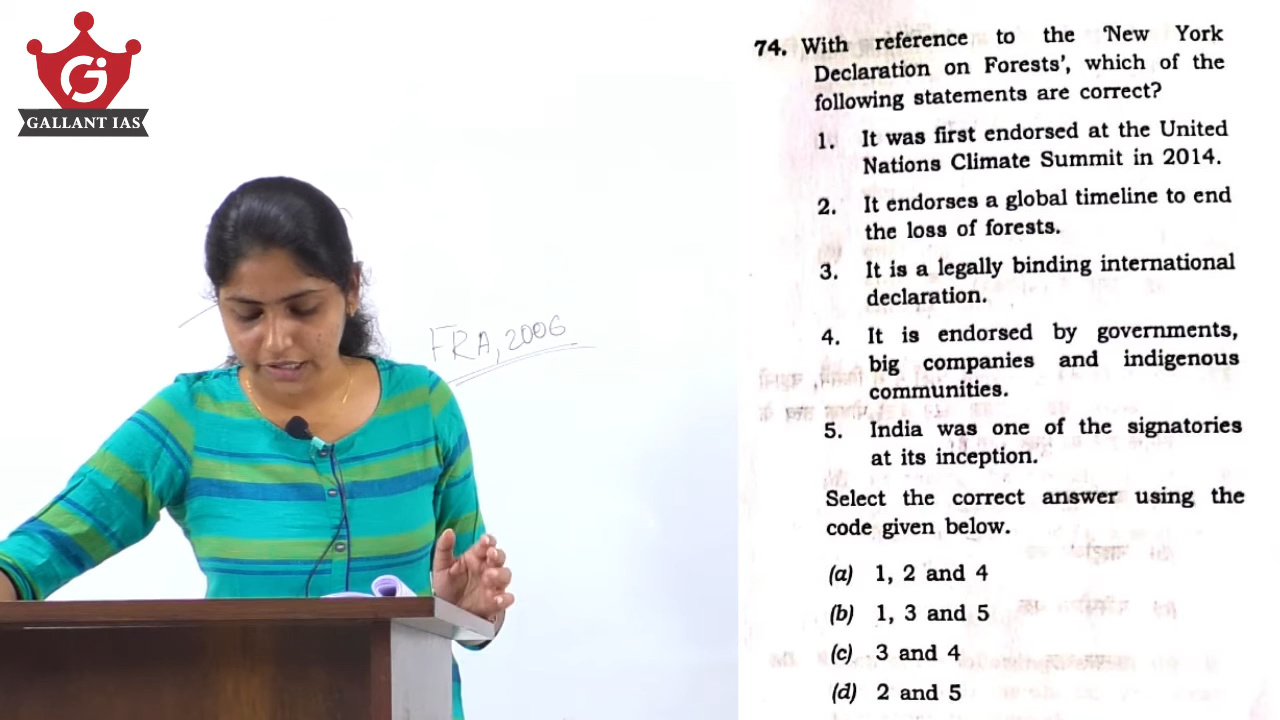 GALLANT IAS
FRA, 2006
74. With reference to the 'New York
Declaration on Forests', which of the
following statements are correct?
1. It was first endorsed at the United
Nations Climate Summit in 2014.
2. It endorses a global timeline to end
the loss of forests.
3. It is a legally binding international
declaration.
4. It is endorsed by governments,
big companies and indigenous
communities.
5. India was one of the signatories
at its inception.
Select the correct answer using the
code given below.
(a) 1, 2 and 4
(b) 1, 3 and 5
(c) 3 and 4
(d) 2 and 5